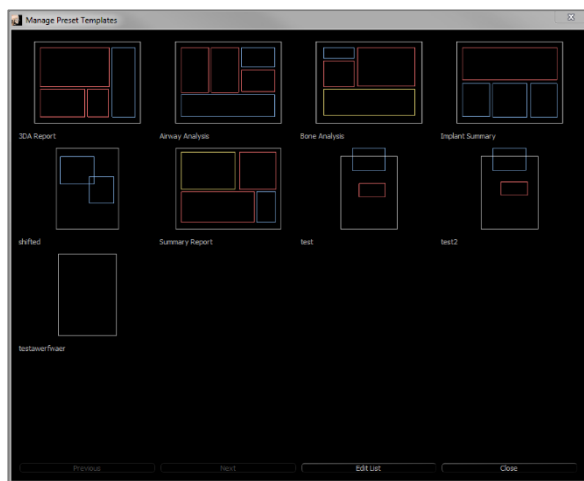 Manage Preset Templates
3DA Report
Airway Analysis
Bone Analysis
Implant Summary
shifted
Summary Report
test
test2
testawerfwaer
Previous
Next
Edit List
Close